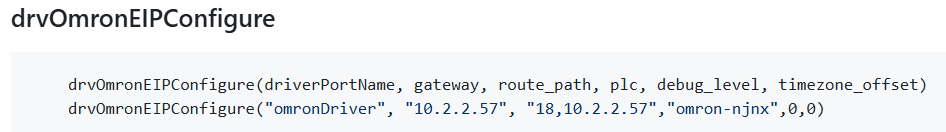 drvOmronEIPConfigure
drvOmronEIPConfigure(driverPortName, gateway, route_path, plc, debug_level, timezone_offset)
drvOmronEIPConfigure("omronDriver", "10.2.2.57", "18,10.2.2.57","omron-njnx",0,0)